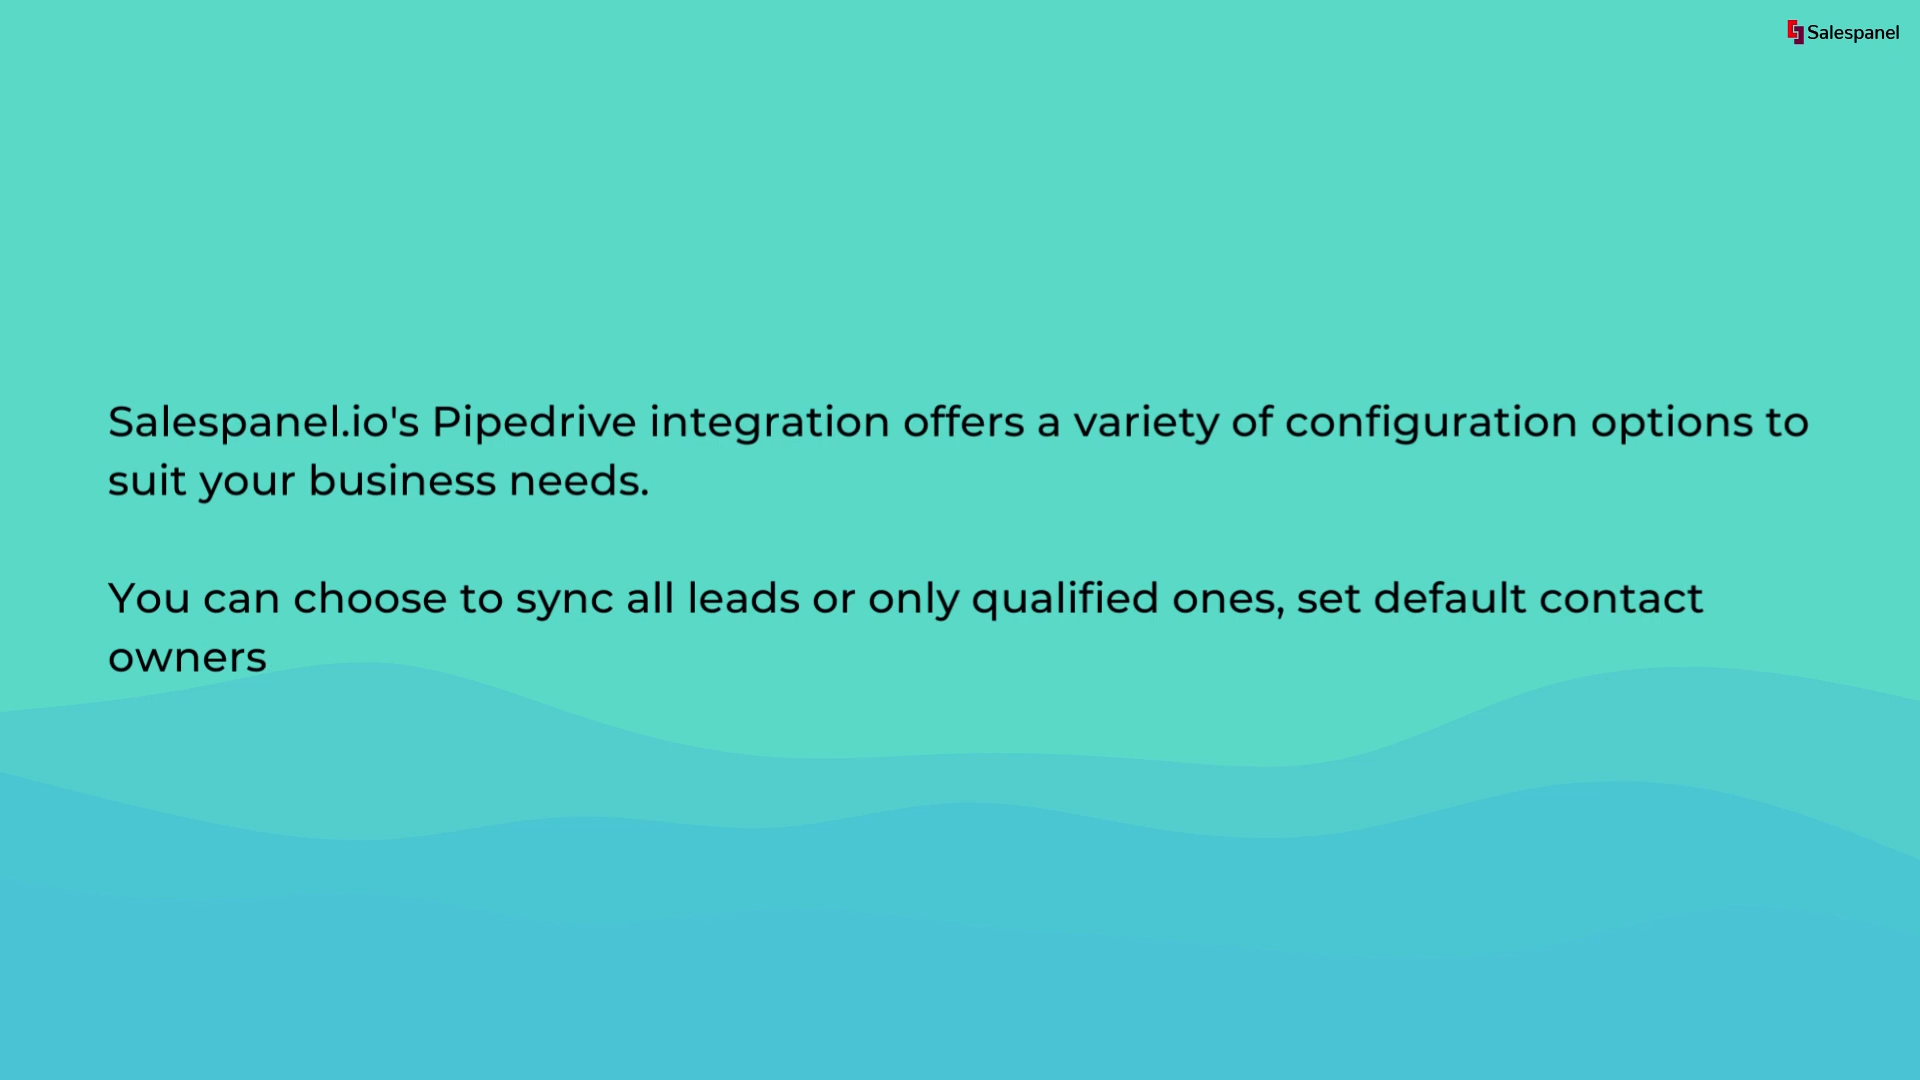 Salespanel
Salespanel.io's Pipedrive integration offers a variety of configuration options to
suit your business needs.
You can choose to sync all leads or only qualified ones, set default contact
owners